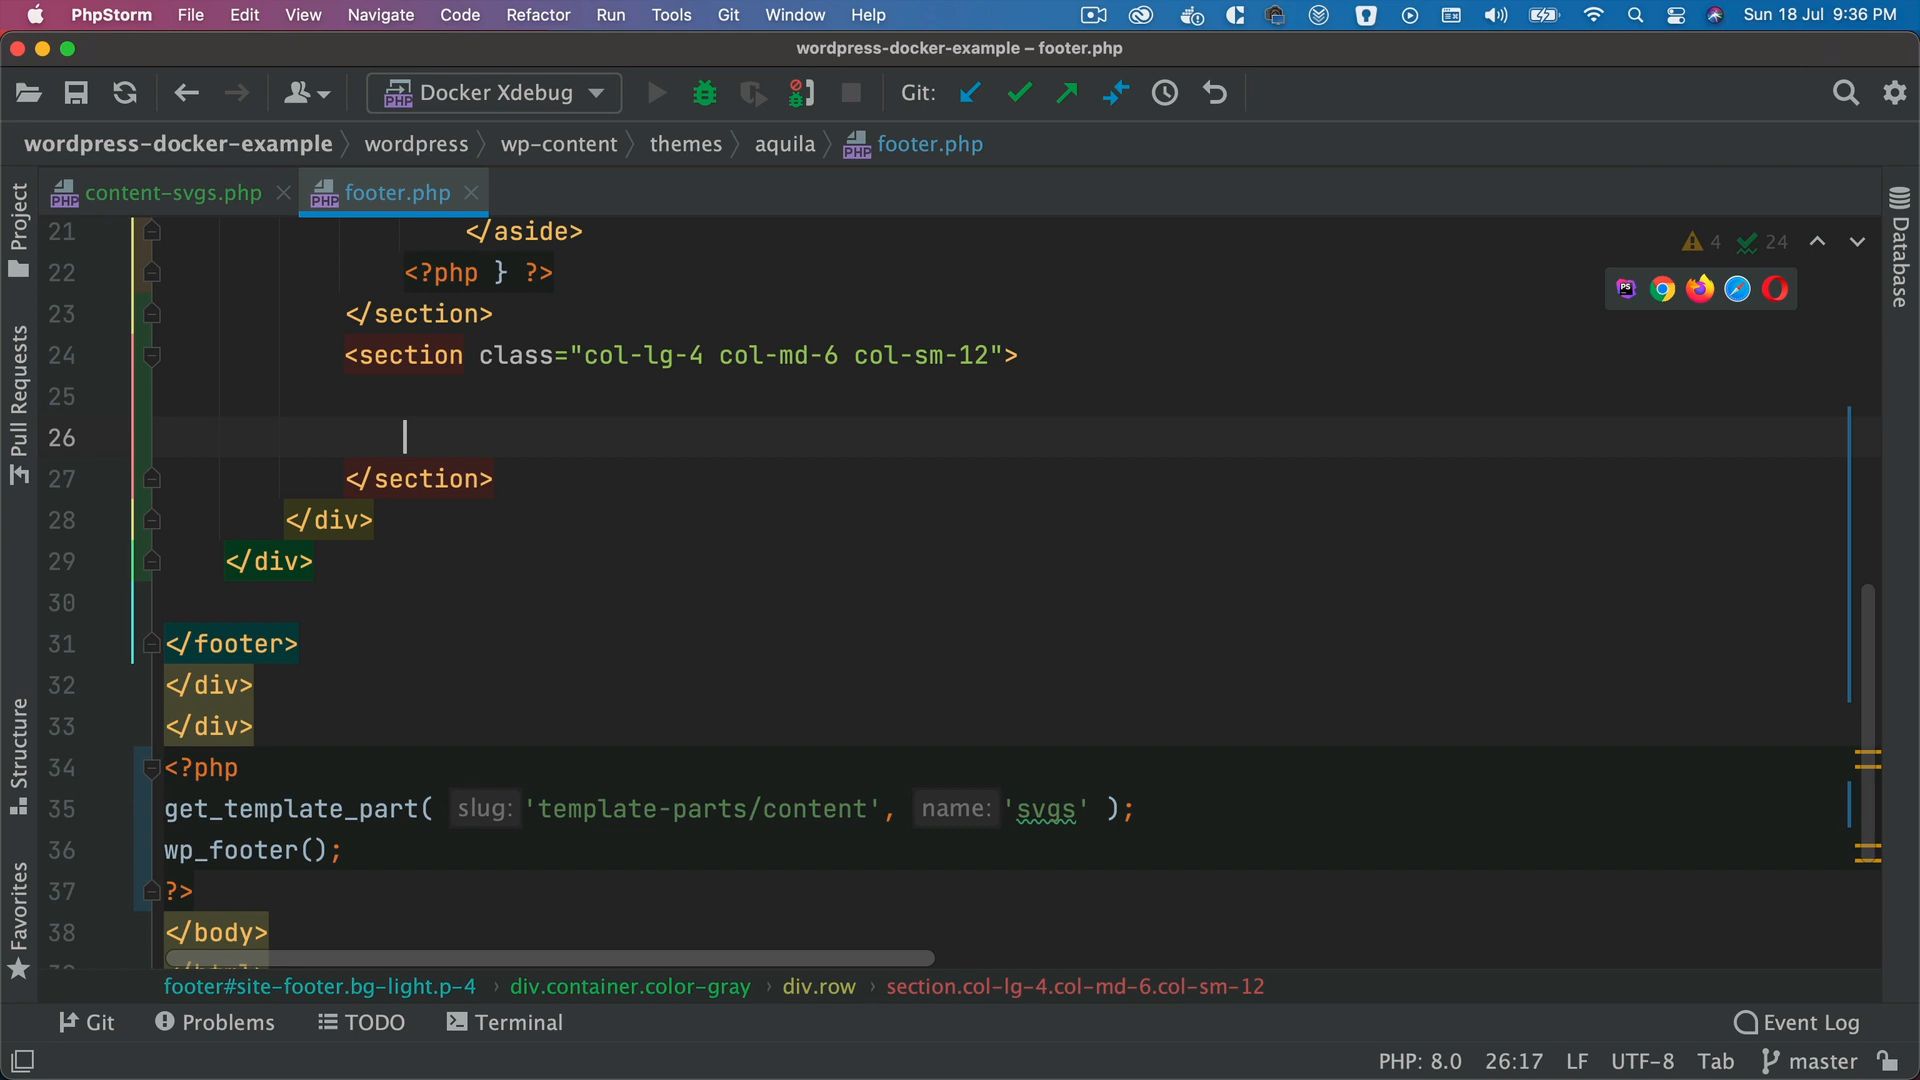 PhpStorm File Edit View Navigate Code Refactor Run Tools Git Window Help Sun 18 Jul 9:36 PM
wordpress-docker-example – footer.php
PHP Docker Xdebug Git:
wordpress-docker-example wordpress wp-content themes aquila PHP footer.php
PHP content-svgs.php PHP footer.php
Project
Pull Requests
Structure
Favorites
Database
4 24
PS
21 </aside>
22 <?php } ?>
23 </section>
24 <section class="col-lg-4 col-md-6 col-sm-12">
25
26
27 </section>
28 </div>
29 </div>
30
31 </footer>
32 </div>
33 </div>
34 <?php
35 get_template_part( slug: 'template-parts/content', name: 'svgs' );
36 wp_footer();
37 ?>
38 </body>
footer#site-footer.bg-light.p-4 › div.container.color-gray › div.row › section.col-lg-4.col-md-6.col-sm-12
Git Problems TODO Terminal Event Log
PHP: 8.0 26:17 LF UTF-8 Tab master